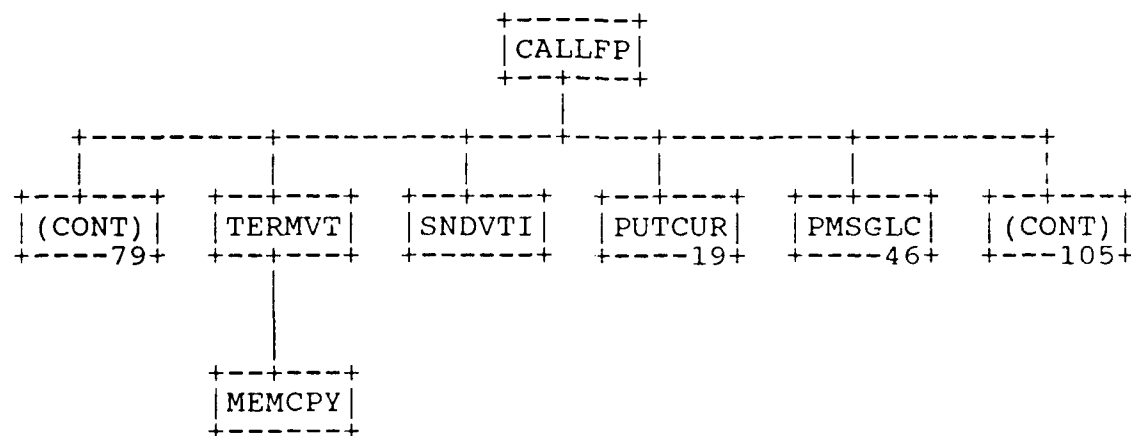 CALLFP
(CONT) TERMVT SNDVTI PUTCUR PMSGLC (CONT)
79 19 46 105
MEMCPY